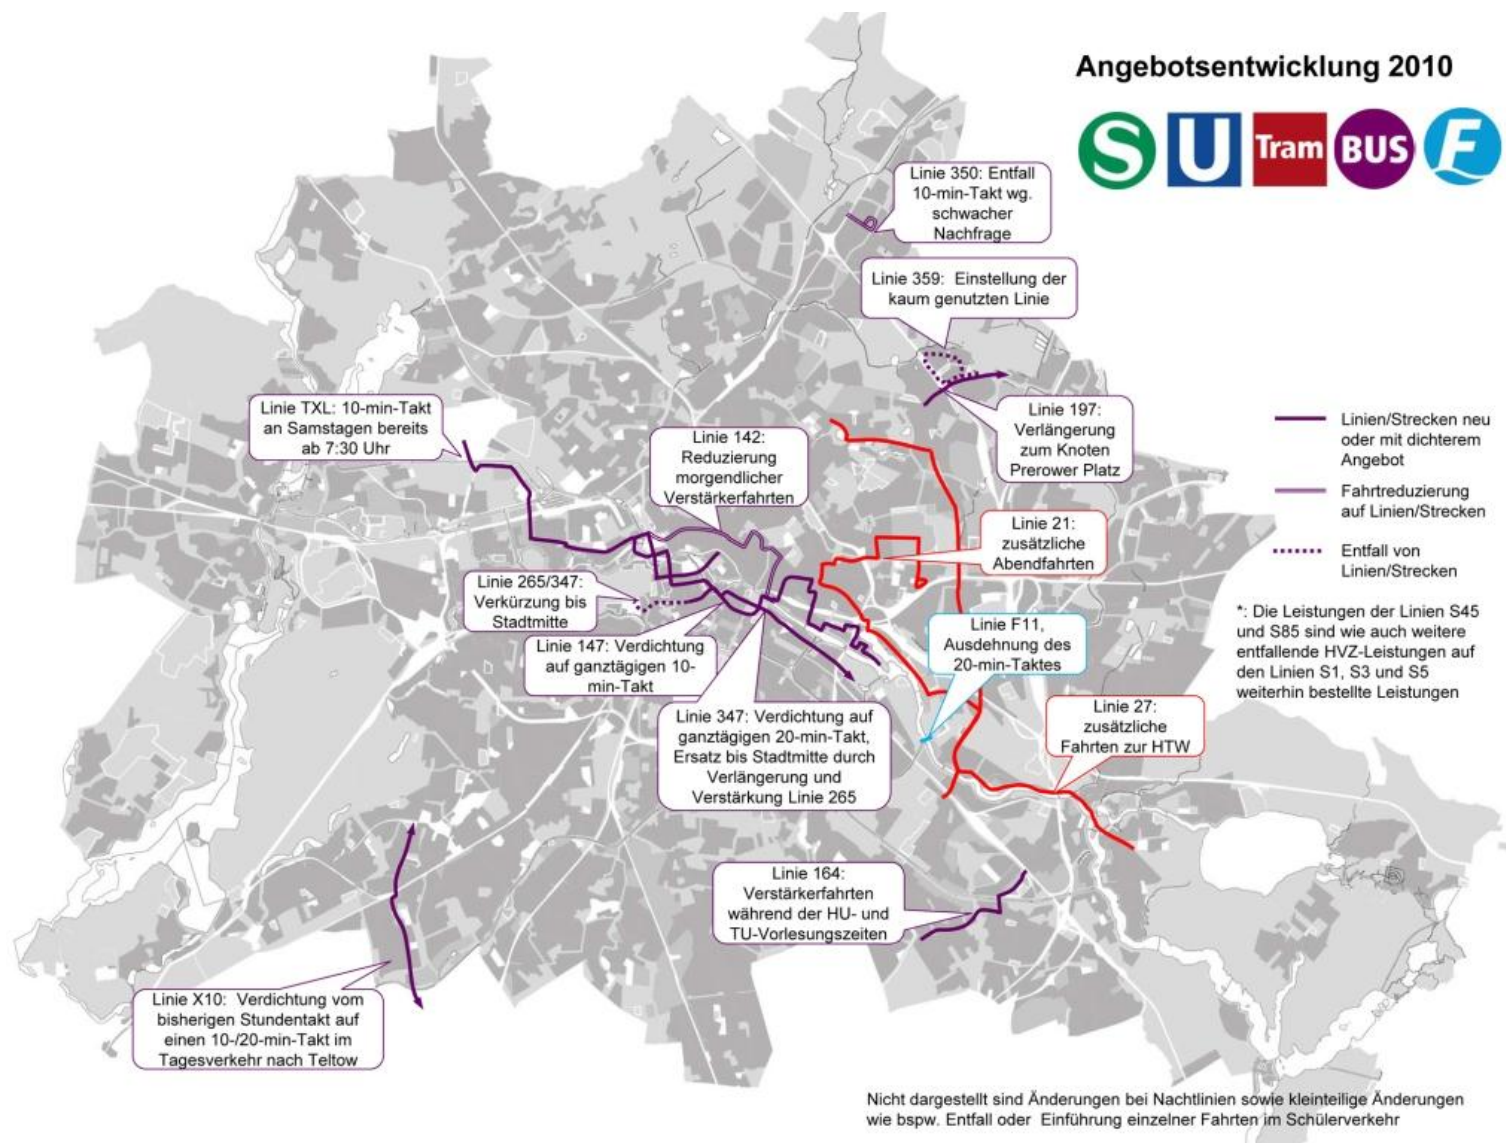 Angebotsentwicklung 2010
S
U
Tram
BUS
F
Linie 350: Entfall
10-min-Takt wg.
schwacher
Nachfrage
Linie 359: Einstellung der
kaum genutzten Linie
Linie TXL: 10-min-Takt
an Samstagen bereits
ab 7:30 Uhr
Linie 142:
Reduzierung
morgendlicher
Verstärkerfahrten
Linie 197:
Verlängerung
zum Knoten
Prerower Platz
Linien/Strecken neu
oder mit dichterem
Angebot
Fahrtreduzierung
auf Linien/Strecken
Entfall von
Linien/Strecken
Linie 21:
zusätzliche
Abendfahrten
Linie 265/347:
Verkürzung bis
Stadtmitte
Linie 147: Verdichtung
auf ganztägigen 10-
min-Takt
Linie F11,
Ausdehnung des
20-min-Taktes
*: Die Leistungen der Linien S45
und S85 sind wie auch weitere
entfallende HVZ-Leistungen auf
den Linien S1, S3 und S5
weiterhin bestellte Leistungen
Linie 347: Verdichtung auf
ganztägigen 20-min-Takt,
Ersatz bis Stadtmitte durch
Verlängerung und
Verstärkung Linie 265
Linie 27:
zusätzliche
Fahrten zur HTW
Linie 164:
Verstärkerfahrten
während der HU- und
TU-Vorlesungszeiten
Linie X10: Verdichtung vom
bisherigen Stundentakt auf
einen 10-/20-min-Takt im
Tagesverkehr nach Teltow
Nicht dargestellt sind Änderungen bei Nachtlinien sowie kleinteilige Änderungen
wie bspw. Entfall oder Einführung einzelner Fahrten im Schülerverkehr